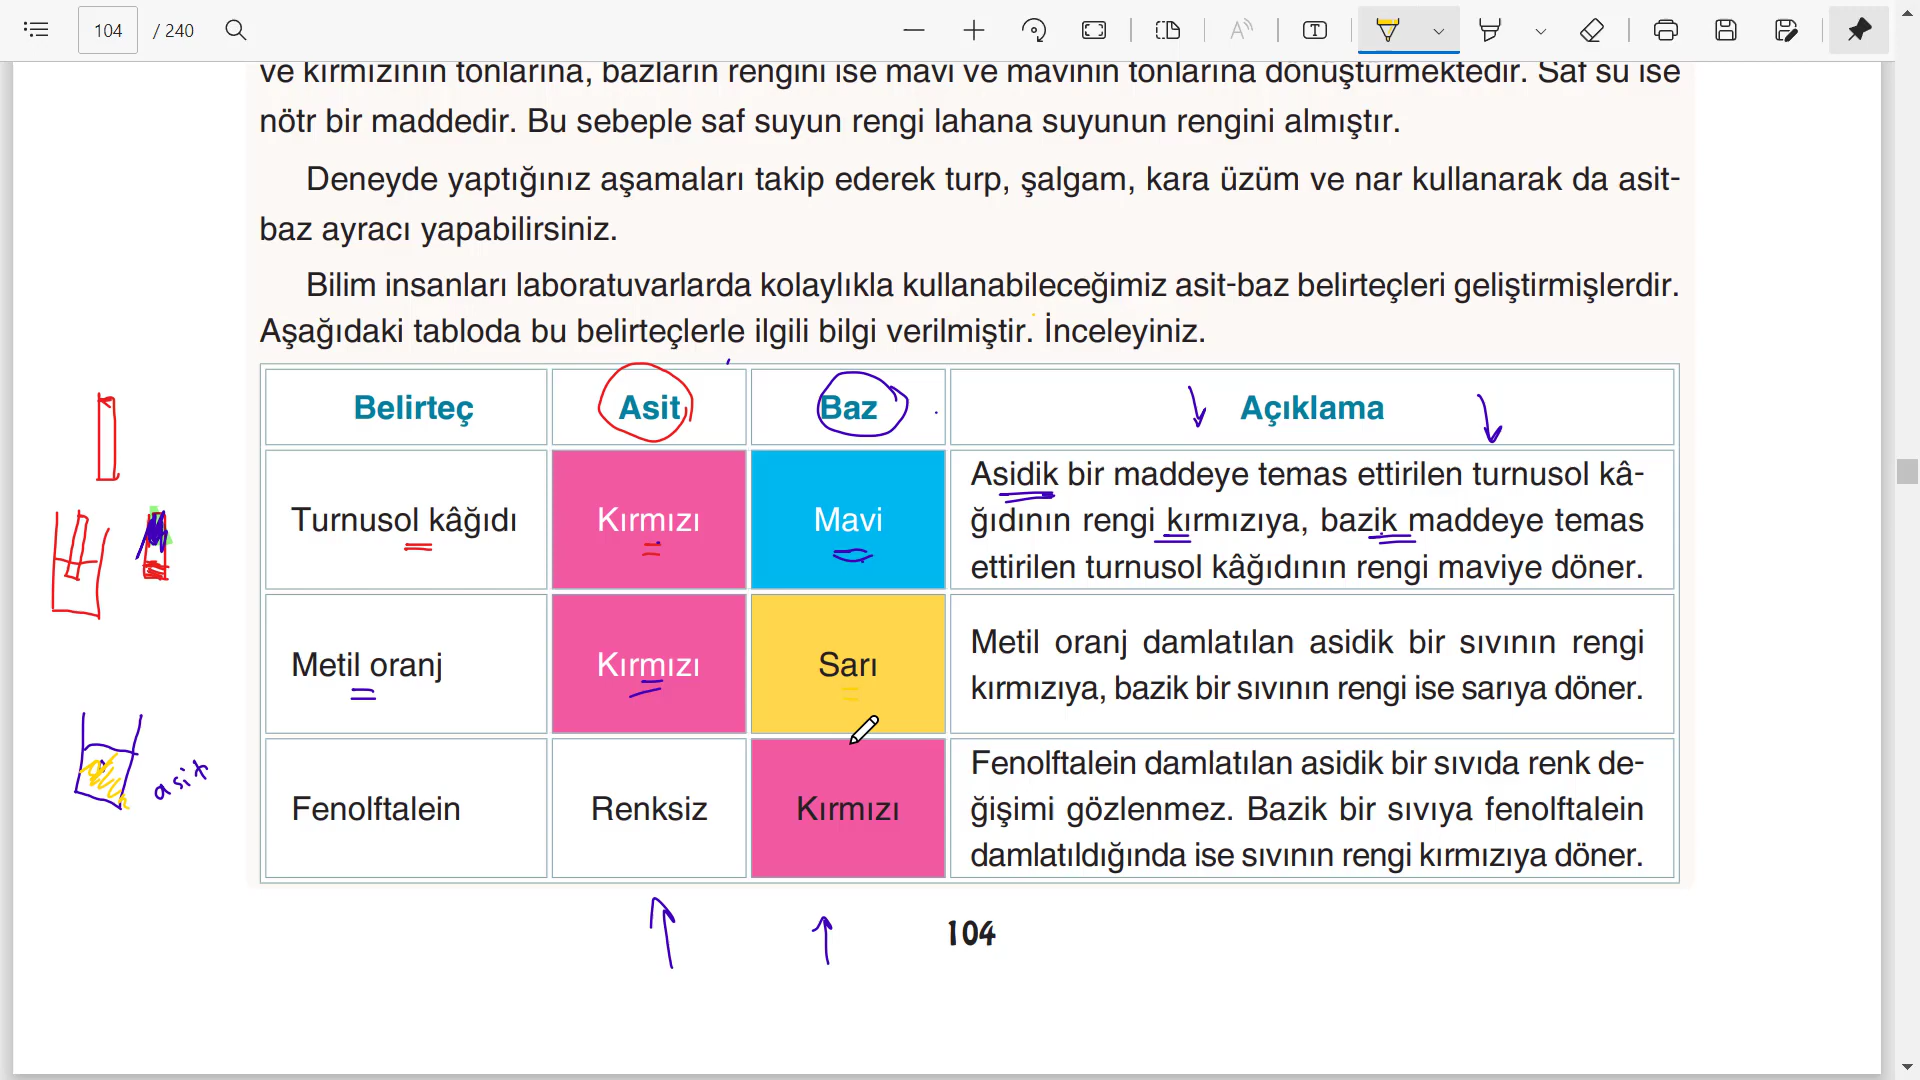 104 / 240
ve kırmızının tonlarına, bazların rengini ise mavi ve mavinin tonlarına dönüştürmektedir. Saf su ise
nötr bir maddedir. Bu sebeple saf suyun rengi lahana suyunun rengini almıştır.
Deneyde yaptığınız aşamaları takip ederek turp, şalgam, kara üzüm ve nar kullanarak da asit-
baz ayracı yapabilirsiniz.
Bilim insanları laboratuvarlarda kolaylıkla kullanabileceğimiz asit-baz belirteçleri geliştirmişlerdir.
Aşağıdaki tabloda bu belirteçlerle ilgili bilgi verilmiştir. İnceleyiniz.
Belirteç Asit Baz Açıklama
Turnusol kâğıdı Kırmızı Mavi
Asidik bir maddeye temas ettirilen turnusol kâ-
ğıdının rengi kırmızıya, bazik maddeye temas
ettirilen turnusol kâğıdının rengi maviye döner.
Metil oranj Kırmızı Sarı
Metil oranj damlatılan asidik bir sıvının rengi
kırmızıya, bazik bir sıvının rengi ise sarıya döner.
asit
Fenolftalein Renksiz Kırmızı
Fenolftalein damlatılan asidik bir sıvıda renk de-
ğişimi gözlenmez. Bazik bir sıvıya fenolftalein
damlatıldığında ise sıvının rengi kırmızıya döner.
104